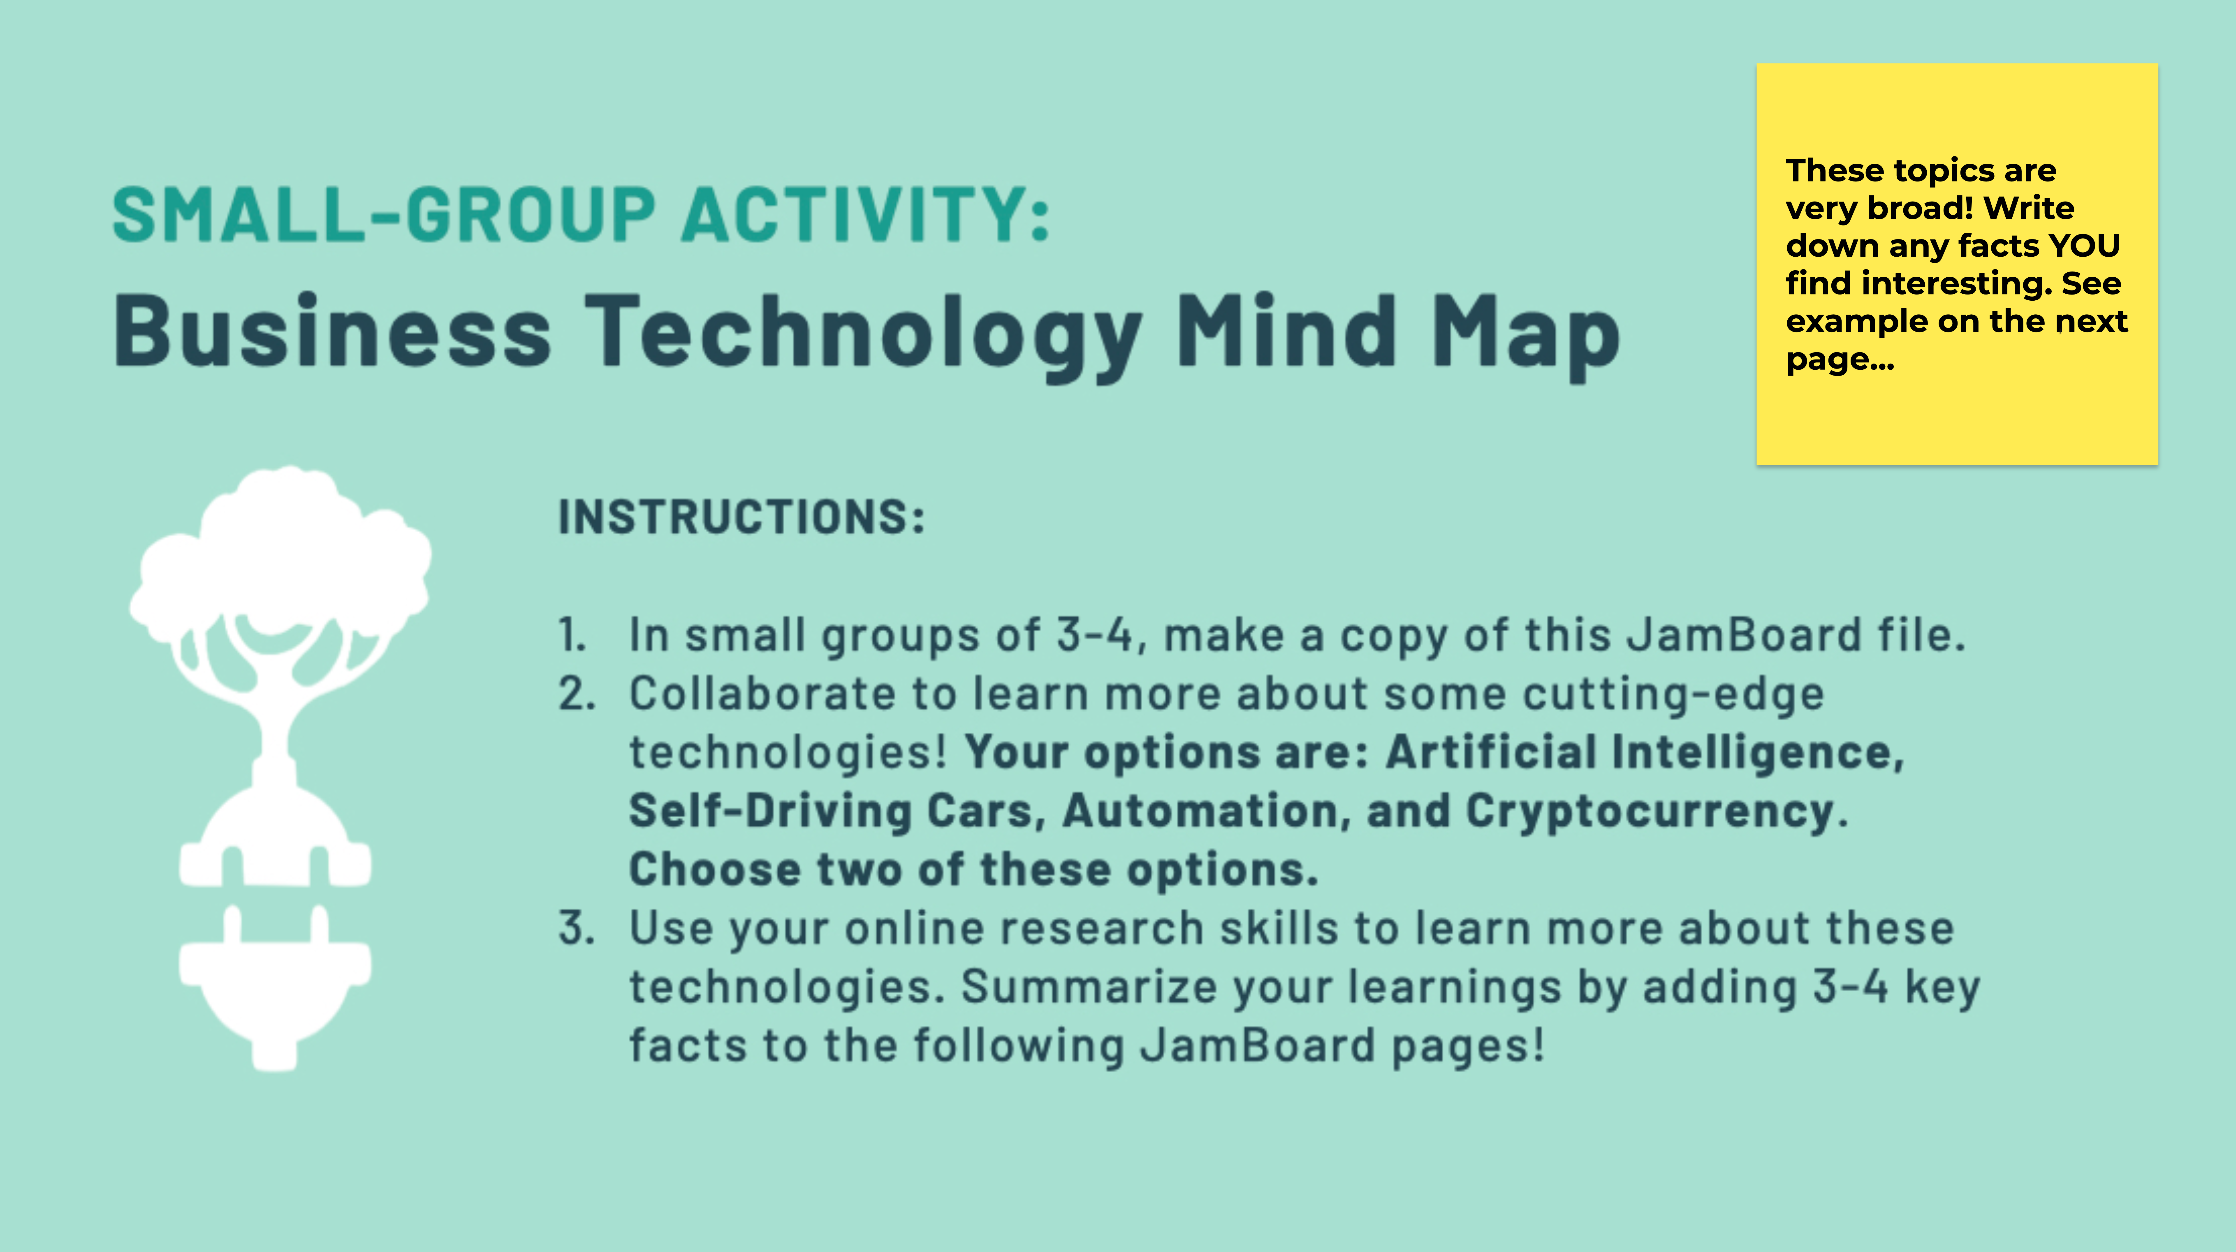 SMALL-GROUP ACTIVITY:
Business Technology Mind Map
These topics are
very broad! Write
down any facts YOU
find interesting. See
example on the next
page...
INSTRUCTIONS:
1. In small groups of 3-4, make a copy of this JamBoard file.
2. Collaborate to learn more about some cutting-edge
technologies! Your options are: Artificial Intelligence,
Self-Driving Cars, Automation, and Cryptocurrency.
Choose two of these options.
3. Use your online research skills to learn more about these
technologies. Summarize your learnings by adding 3-4 key
facts to the following JamBoard pages!